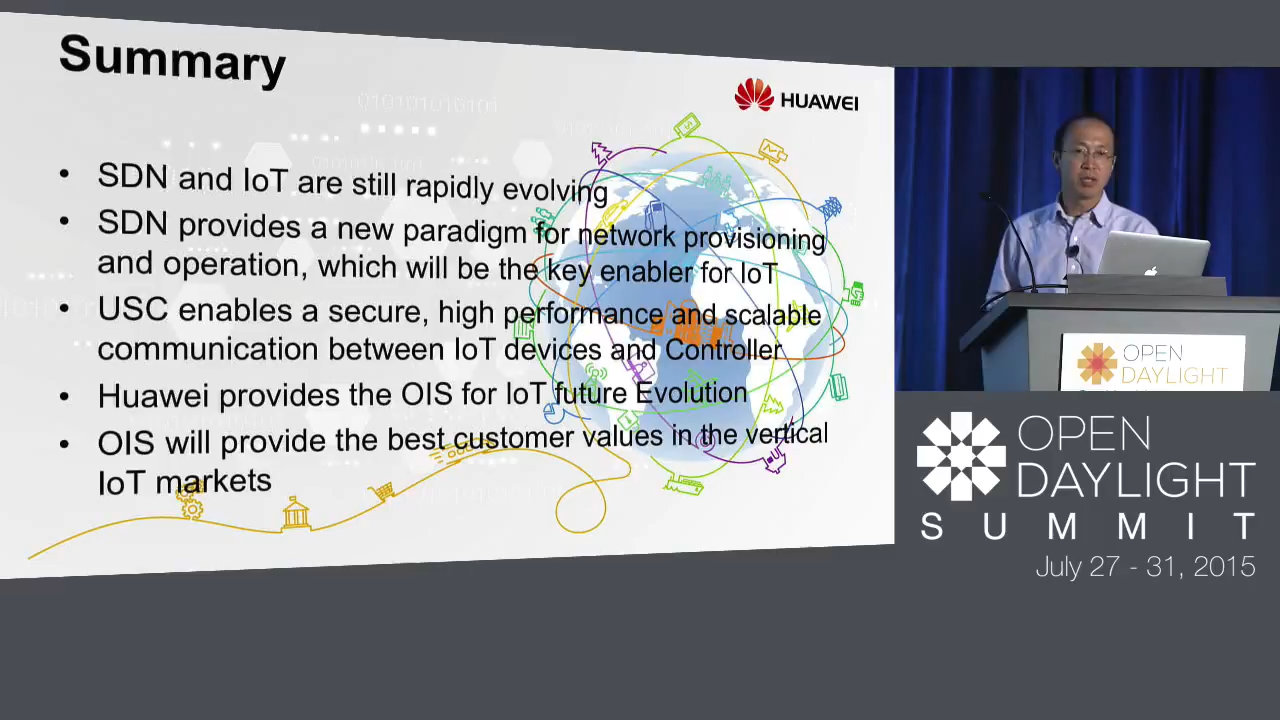 Summary
HUAWEI
• SDN and IoT are still rapidly evolving
• SDN provides a new paradigm for network provisioning
and operation, which will be the key enabler for IoT
• USC enables a secure, high performance and scalable
communication between IoT devices and Controller
• Huawei provides the OIS for IoT future Evolution
• OIS will provide the best customer values in the vertical
IoT markets
OPEN
DAYLIGHT
OPEN
DAYLIGHT
SUMMIT
July 27 - 31, 2015